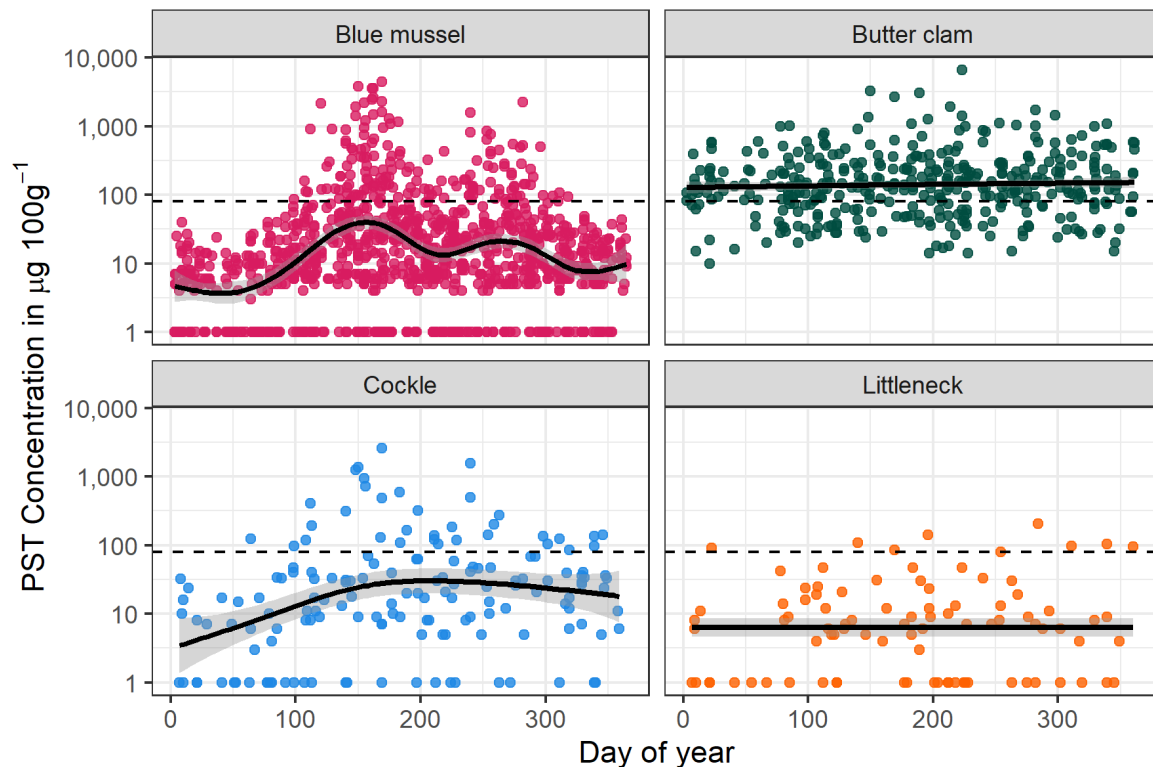 Blue mussel
Butter clam
10,000
1,000
100
10
1
Cockle
Littleneck
10,000
1,000
100
10
1
0 100 200 300
0 100 200 300
Day of year
PST Concentration in μg 100g⁻¹